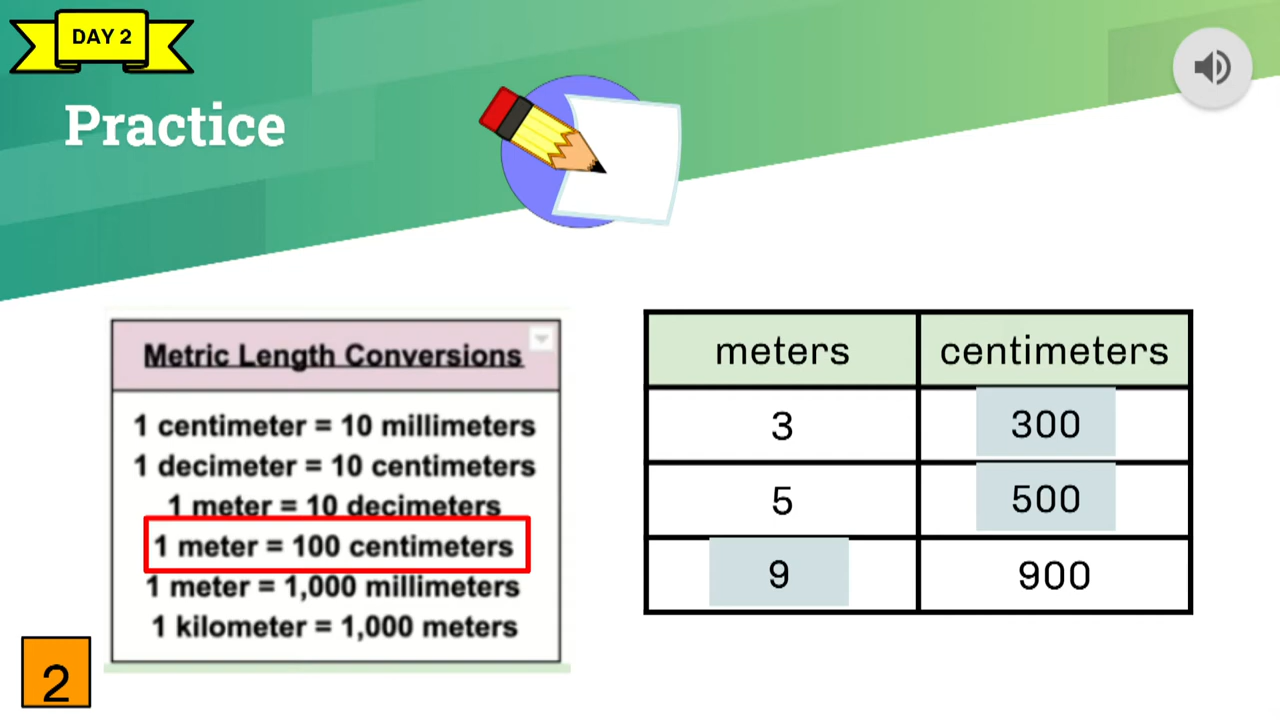 DAY 2
Practice
Metric Length Conversions
1 centimeter = 10 millimeters
1 decimeter = 10 centimeters
1 meter = 10 decimeters
1 meter = 100 centimeters
1 meter = 1,000 millimeters
1 kilometer = 1,000 meters
meters centimeters
3 300
5 500
9 900
2